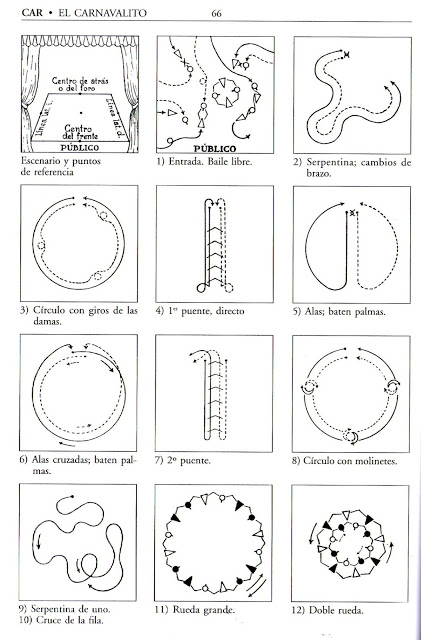 CAR • EL CARNAVALITO 66
Centro de atrás
o del foro
Línea lat. i.
Línea lat. d.
Centro
del frente
PÚBLICO
Escenario y puntos
de referencia
PÚBLICO
1) Entrada. Baile libre.
2) Serpentina; cambios de
brazo.
3) Círculo con giros de las
damas.
4) 1er puente, directo
5) Alas; baten palmas.
6) Alas cruzadas; baten pal-
mas.
7) 2º puente.
8) Círculo con molinetes.
9) Serpentina de uno.
10) Cruce de la fila.
11) Rueda grande.
12) Doble rueda.